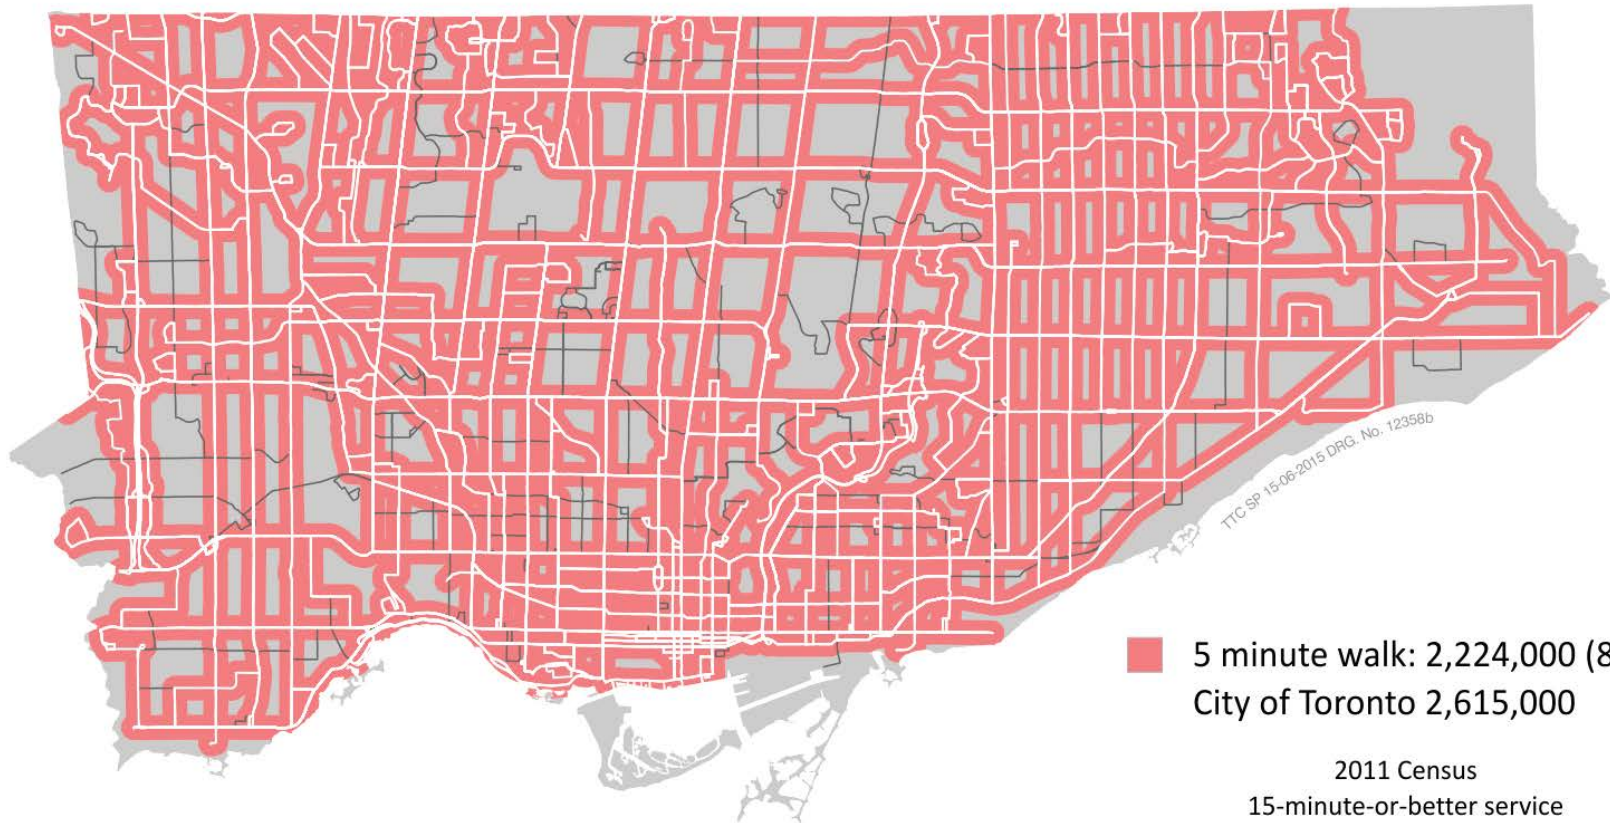 TTC SP 15-06-2015 DRG. No. 12358b
5 minute walk: 2,224,000 (8
City of Toronto 2,615,000
2011 Census
15-minute-or-better service